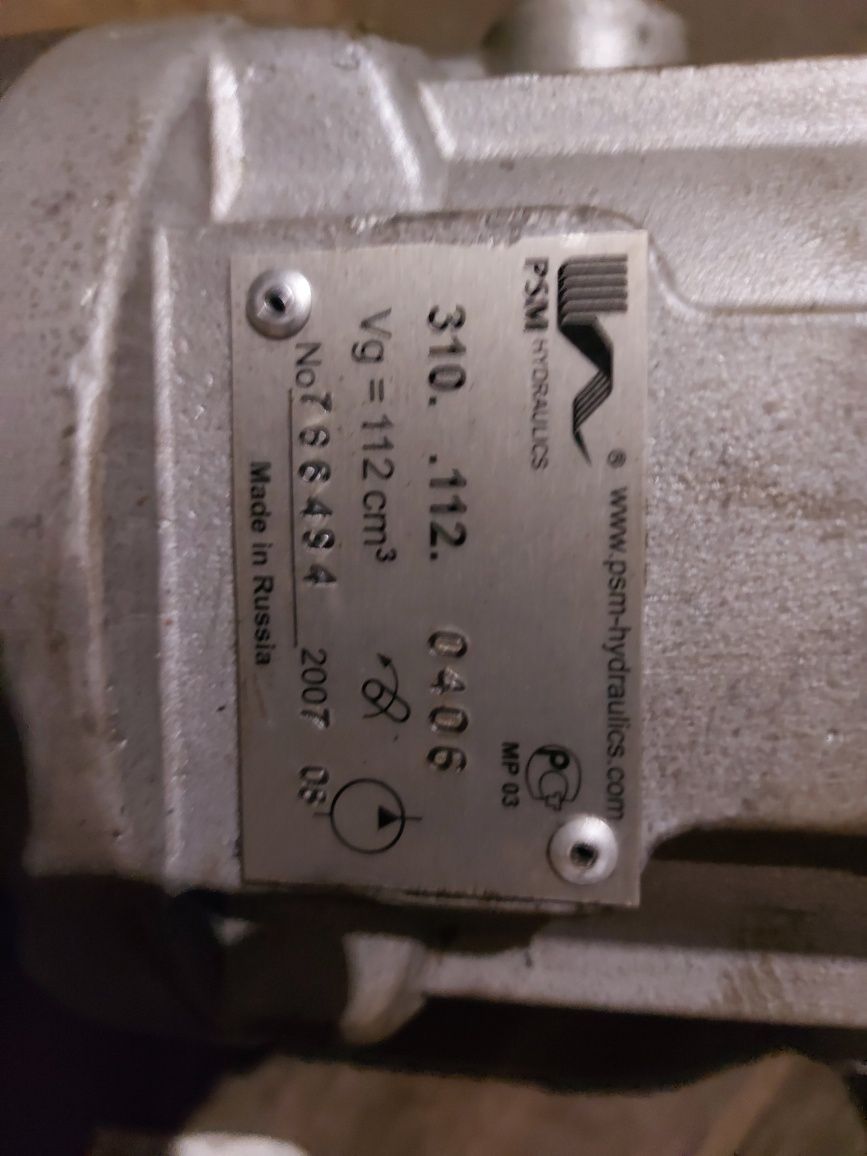 ® www.psm-hydraulics.com
PSM HYDRAULICS
MP 03
310. .112. 0406
Vg = 112 cm³
No 766494 2007 08
Made in Russia